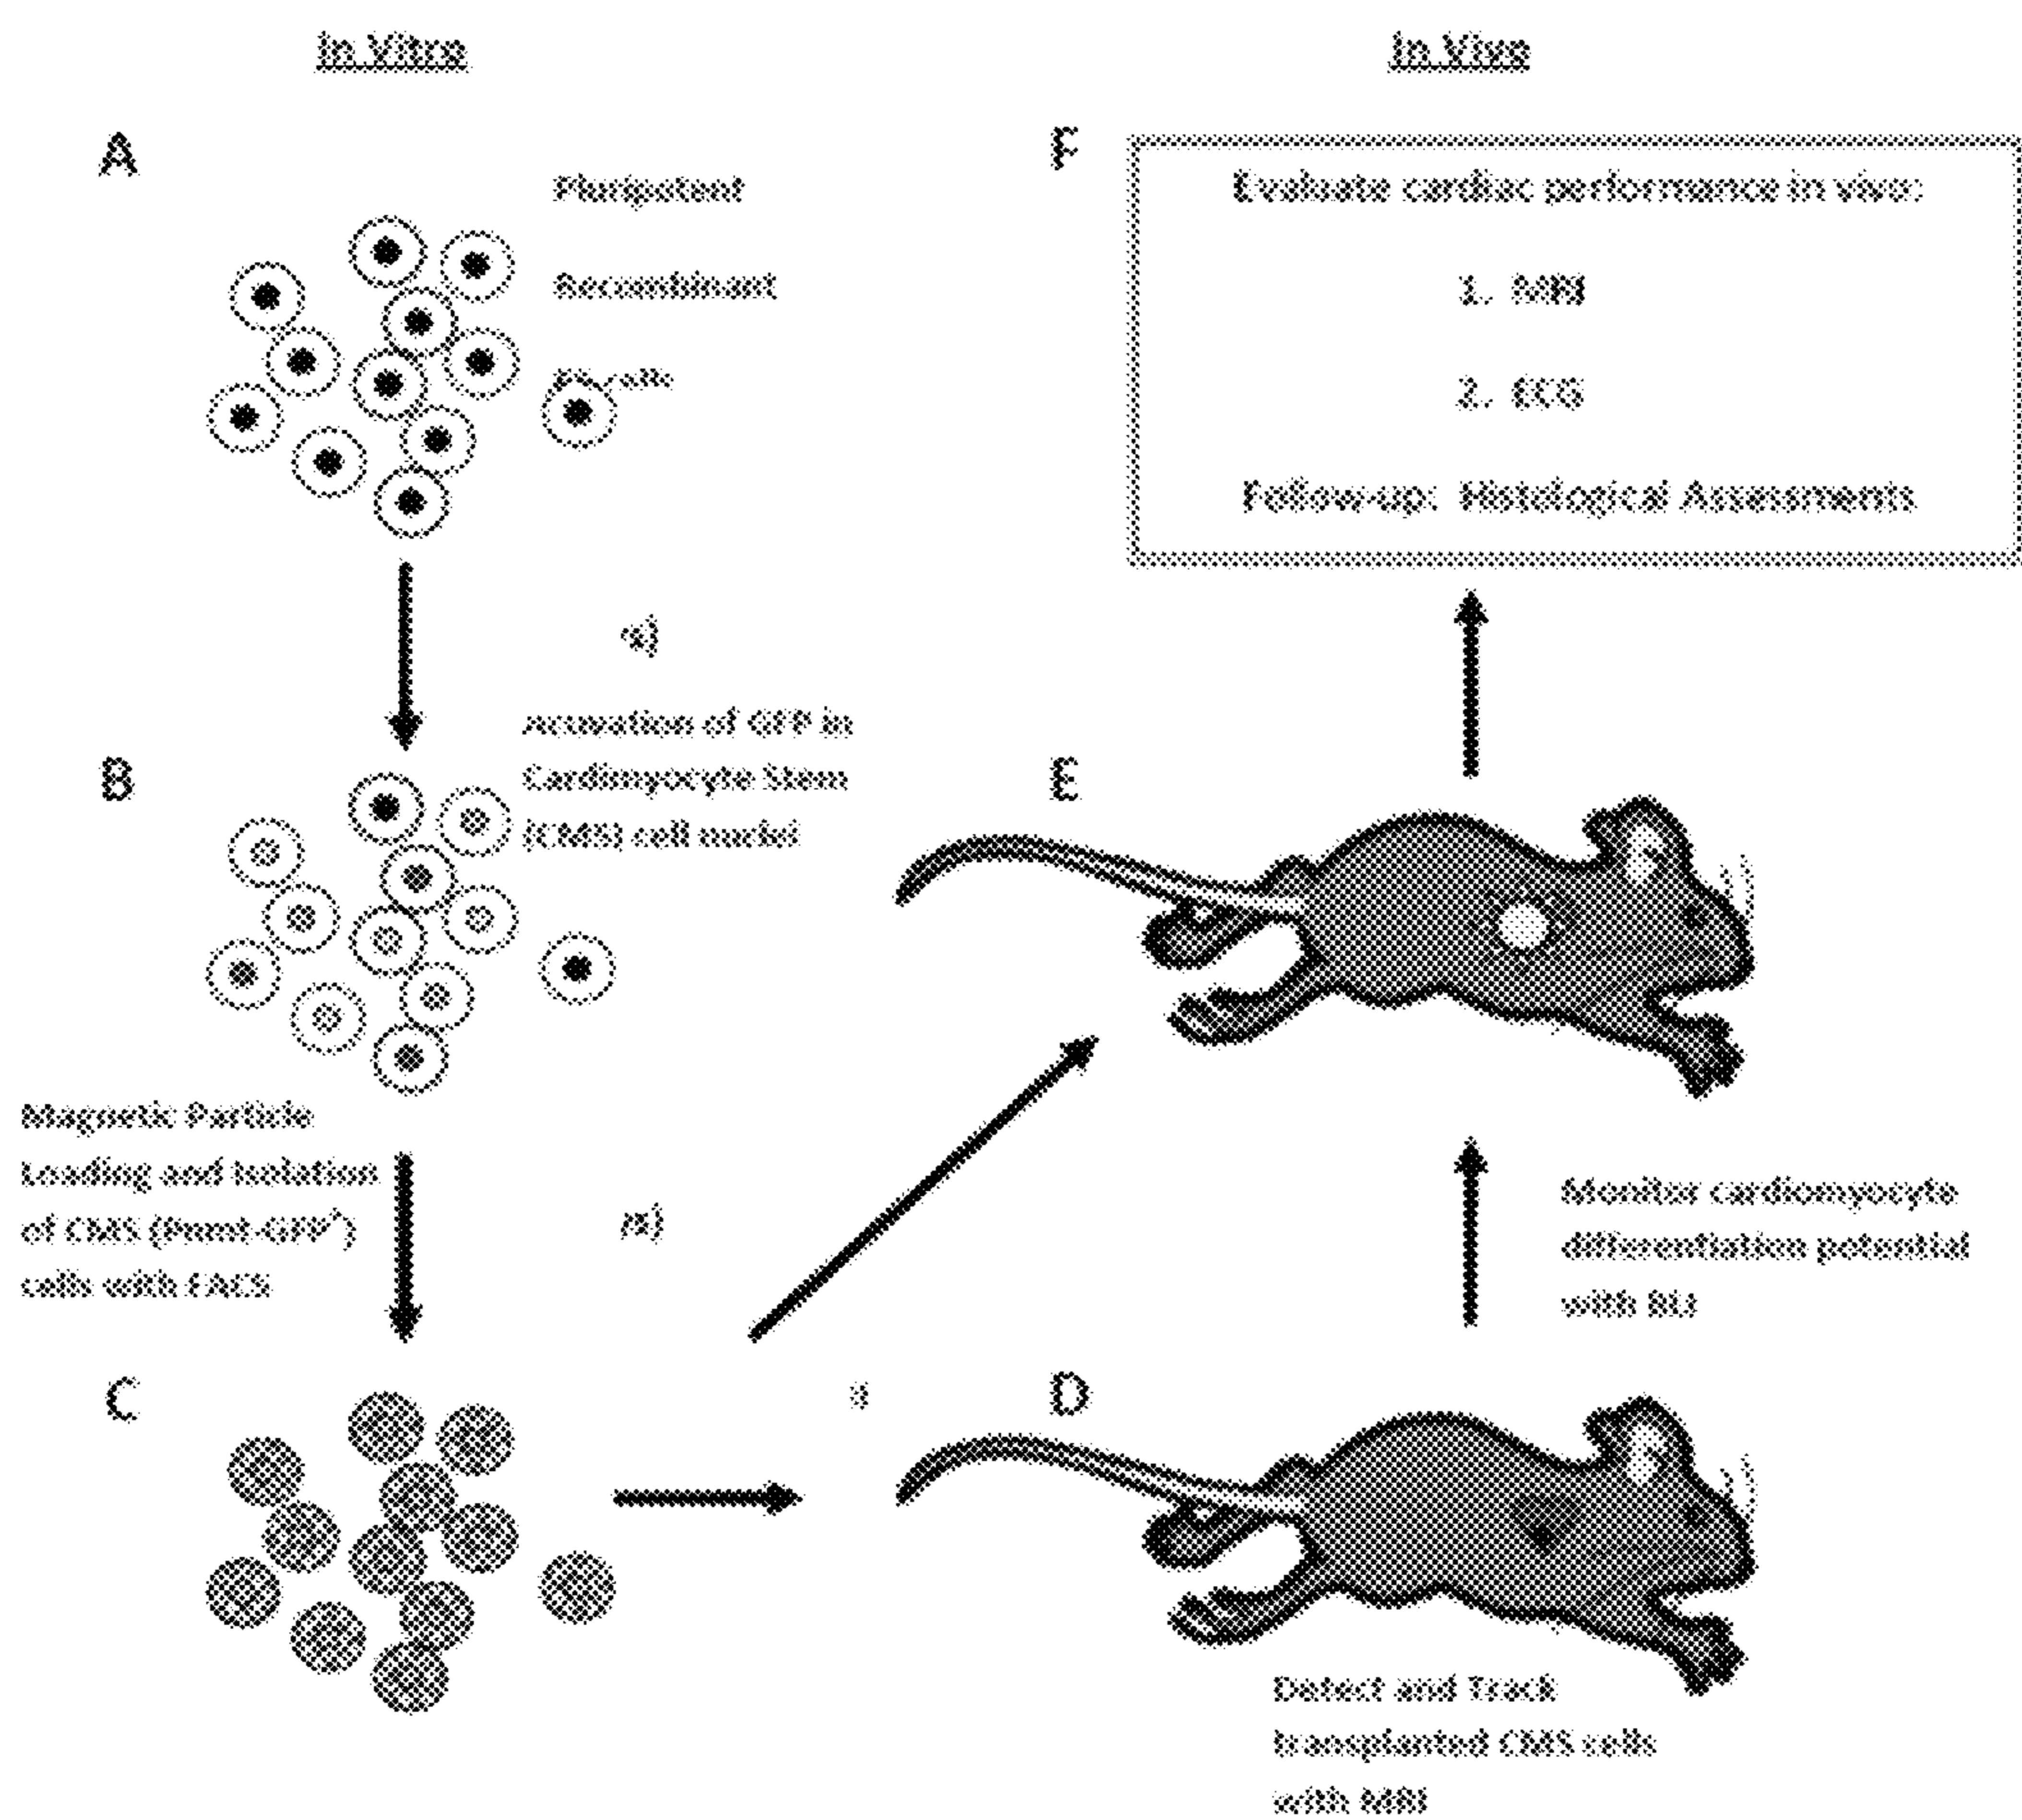 In Vitro
A
Pluripotent
Recombinant
cells
a)
Activation of GFP in
Cardimyocyte Stem
(CMS) cell nuclei
B
Magnetic Particle
Loading and Isolation
of CMS (Pomt-GFP+)
cells with FACS
C
In Vivo
F
Evaluate cardiac performance in vivo:
1. MRI
2. ECG
Follow-up: Histological Assessments
E
Monitor cardiomyocyte
differentiation potential
with BLI
D
Detect and Track
transplanted CMS cells
with MRI